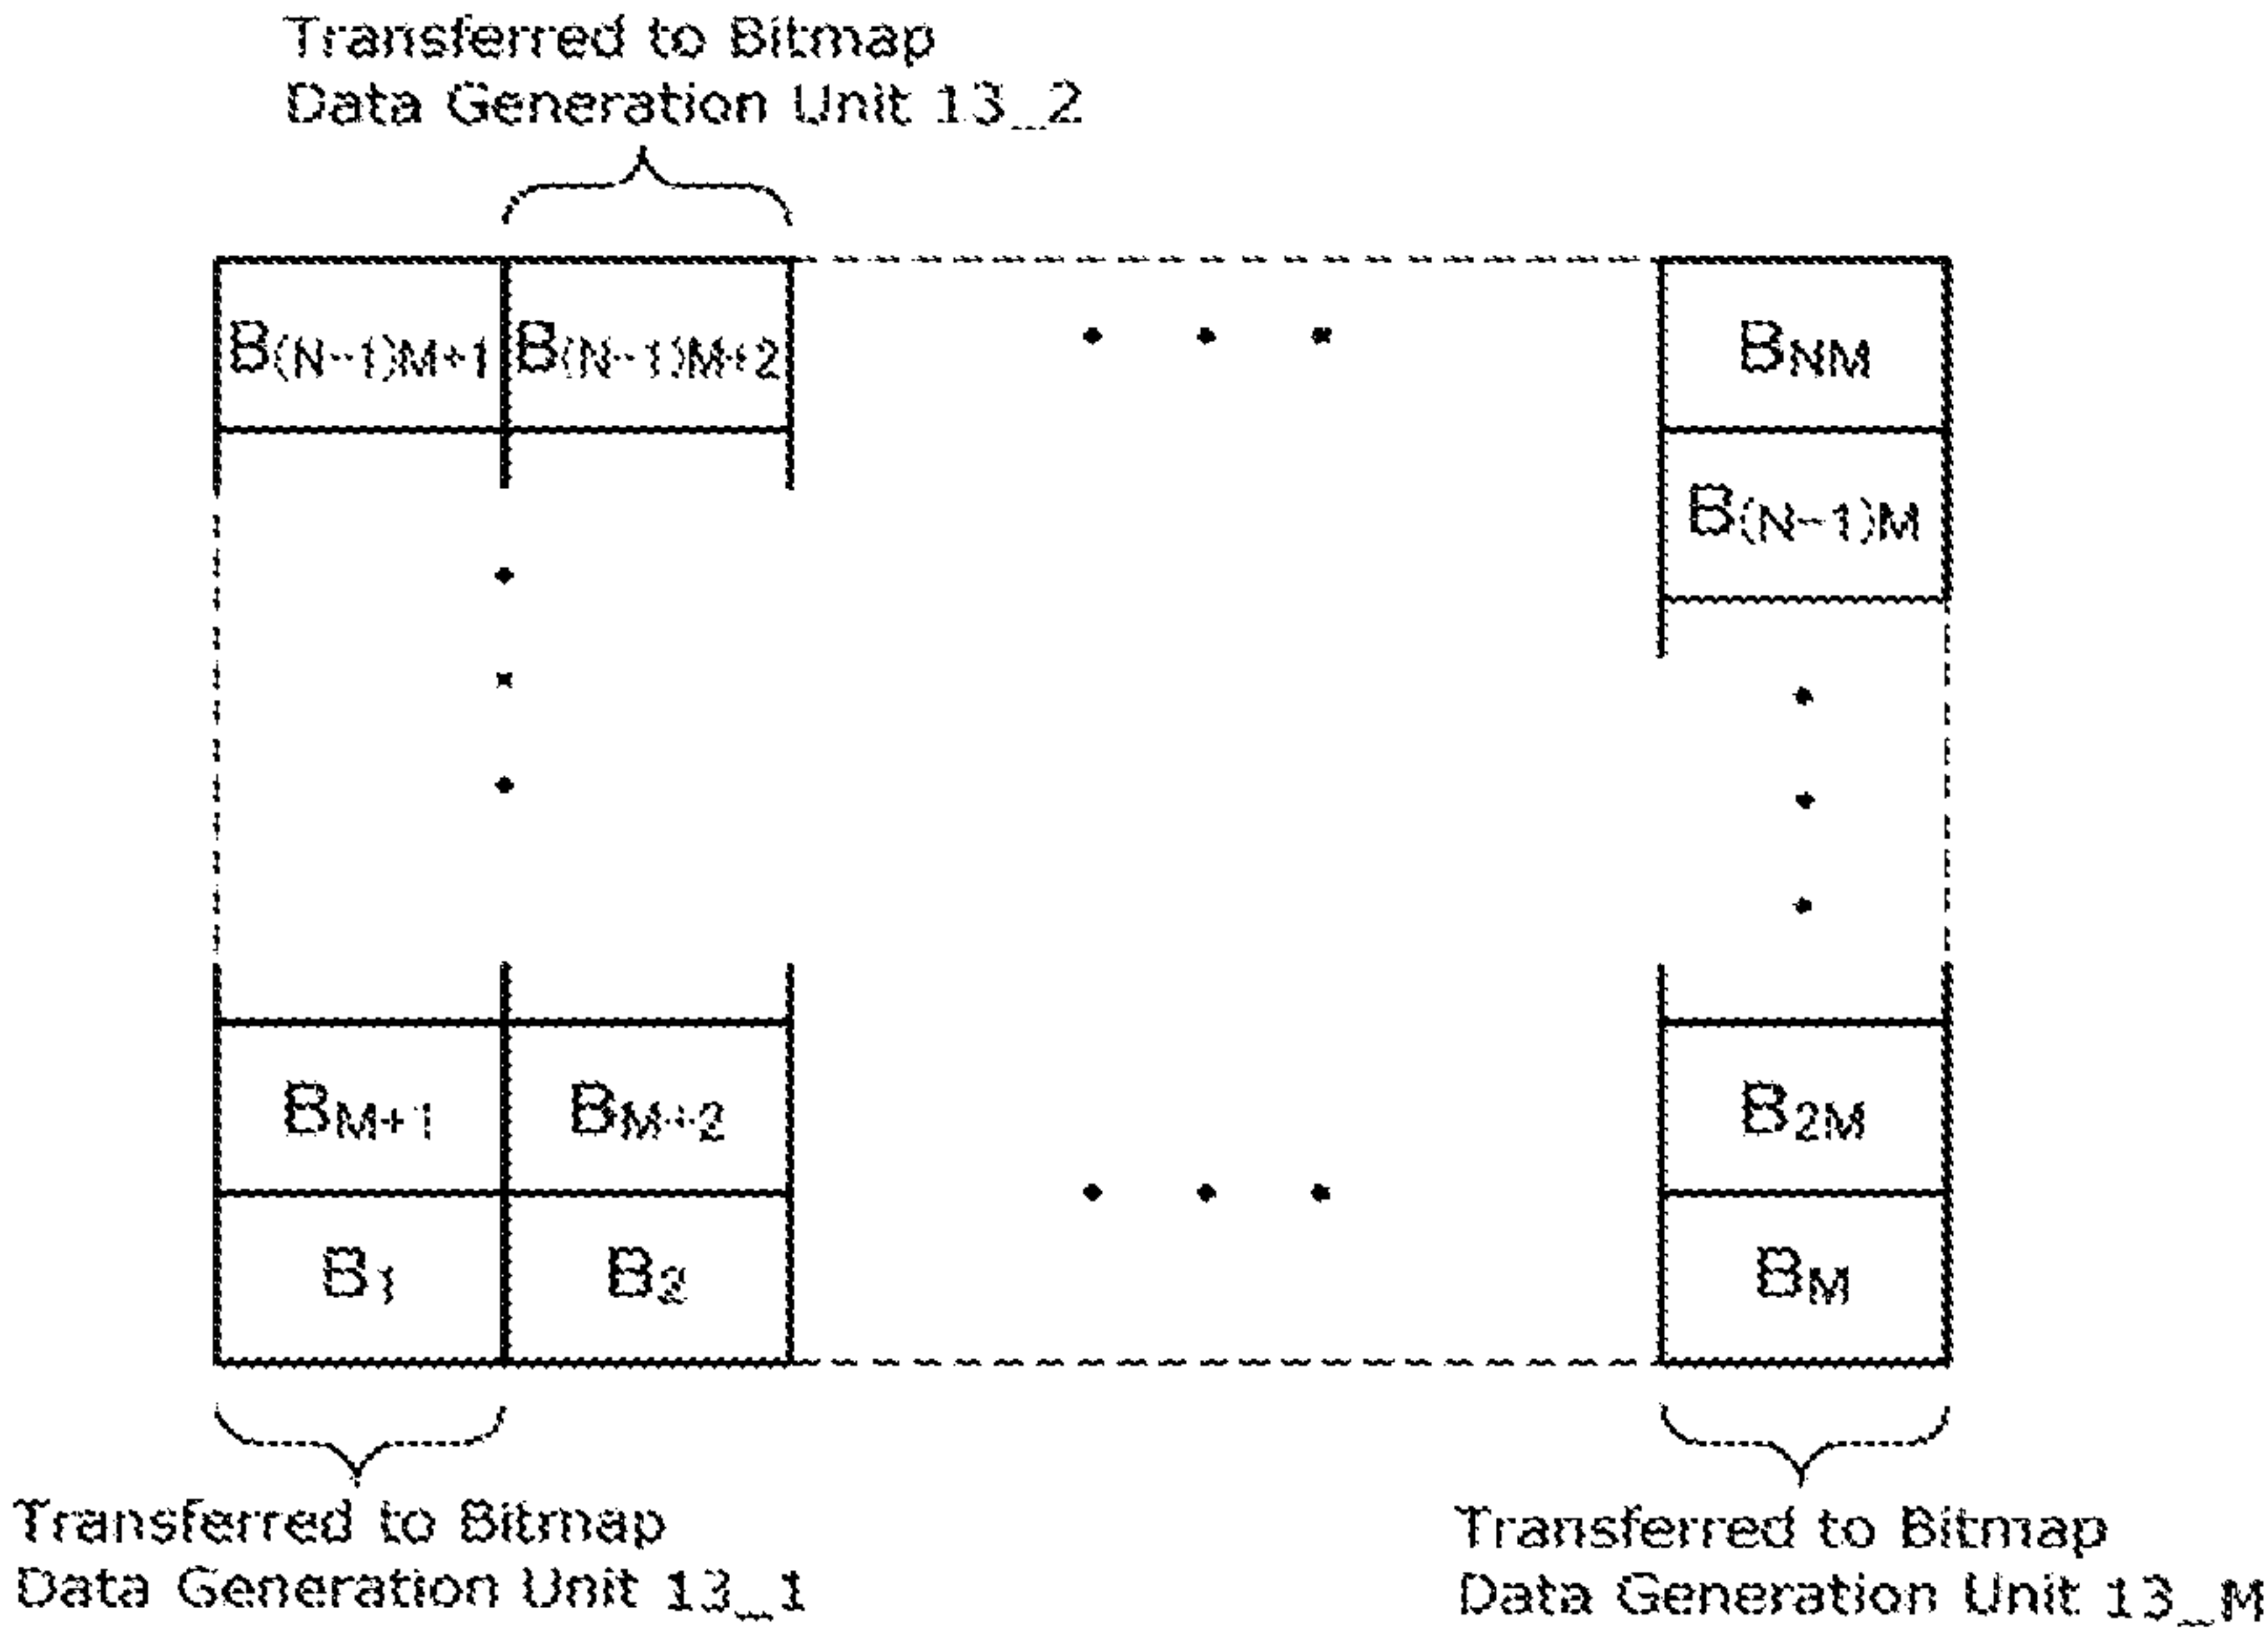 Transferred to Bitmap
Data Generation Unit 13_2
B(N-1)M+1 B(N-1)M+2 · · · BNM
B(N-1)M
BM+1 BM+2 B2M
B1 B2 · · · BM
Transferred to Bitmap
Data Generation Unit 13_1
Transferred to Bitmap
Data Generation Unit 13_M